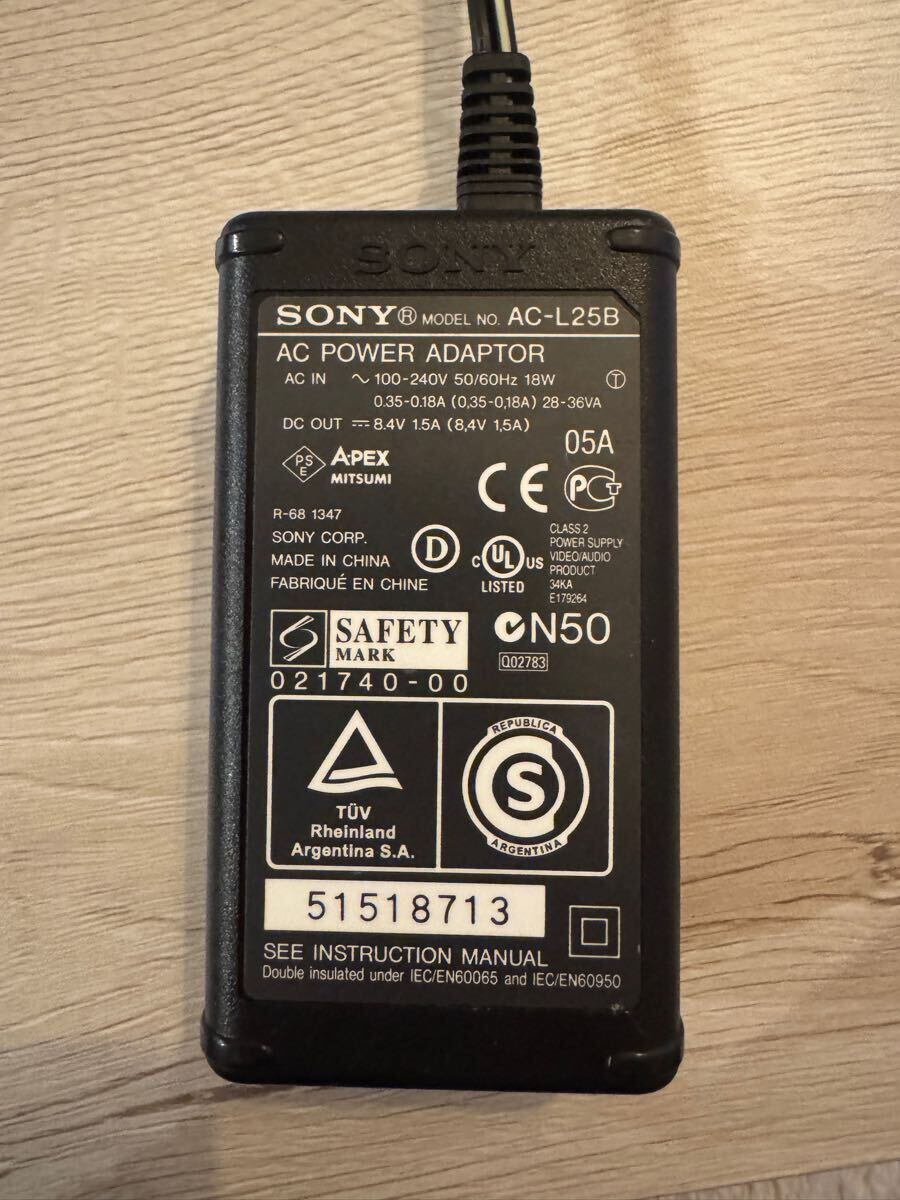 SONY
SONY® MODEL NO. AC-L25B
AC POWER ADAPTOR
AC IN ~ 100-240V 50/60Hz 18W T
0.35-0.18A (0,35-0,18A) 28-36VA
DC OUT ⎓ 8.4V 1.5A (8,4V 1,5A)
05A
PS
E
APEX
MITSUMI
CE
PCT
R-68 1347
SONY CORP.
MADE IN CHINA
FABRIQUÉ EN CHINE
D
C UL US
LISTED
CLASS 2
POWER SUPPLY
VIDEO/AUDIO
PRODUCT
34KA
E179264
SAFETY
MARK
021740-00
N50
Q02783
TÜV
Rheinland
Argentina S.A.
REPUBLICA
S
ARGENTINA
51518713
SEE INSTRUCTION MANUAL
Double insulated under IEC/EN60065 and IEC/EN60950